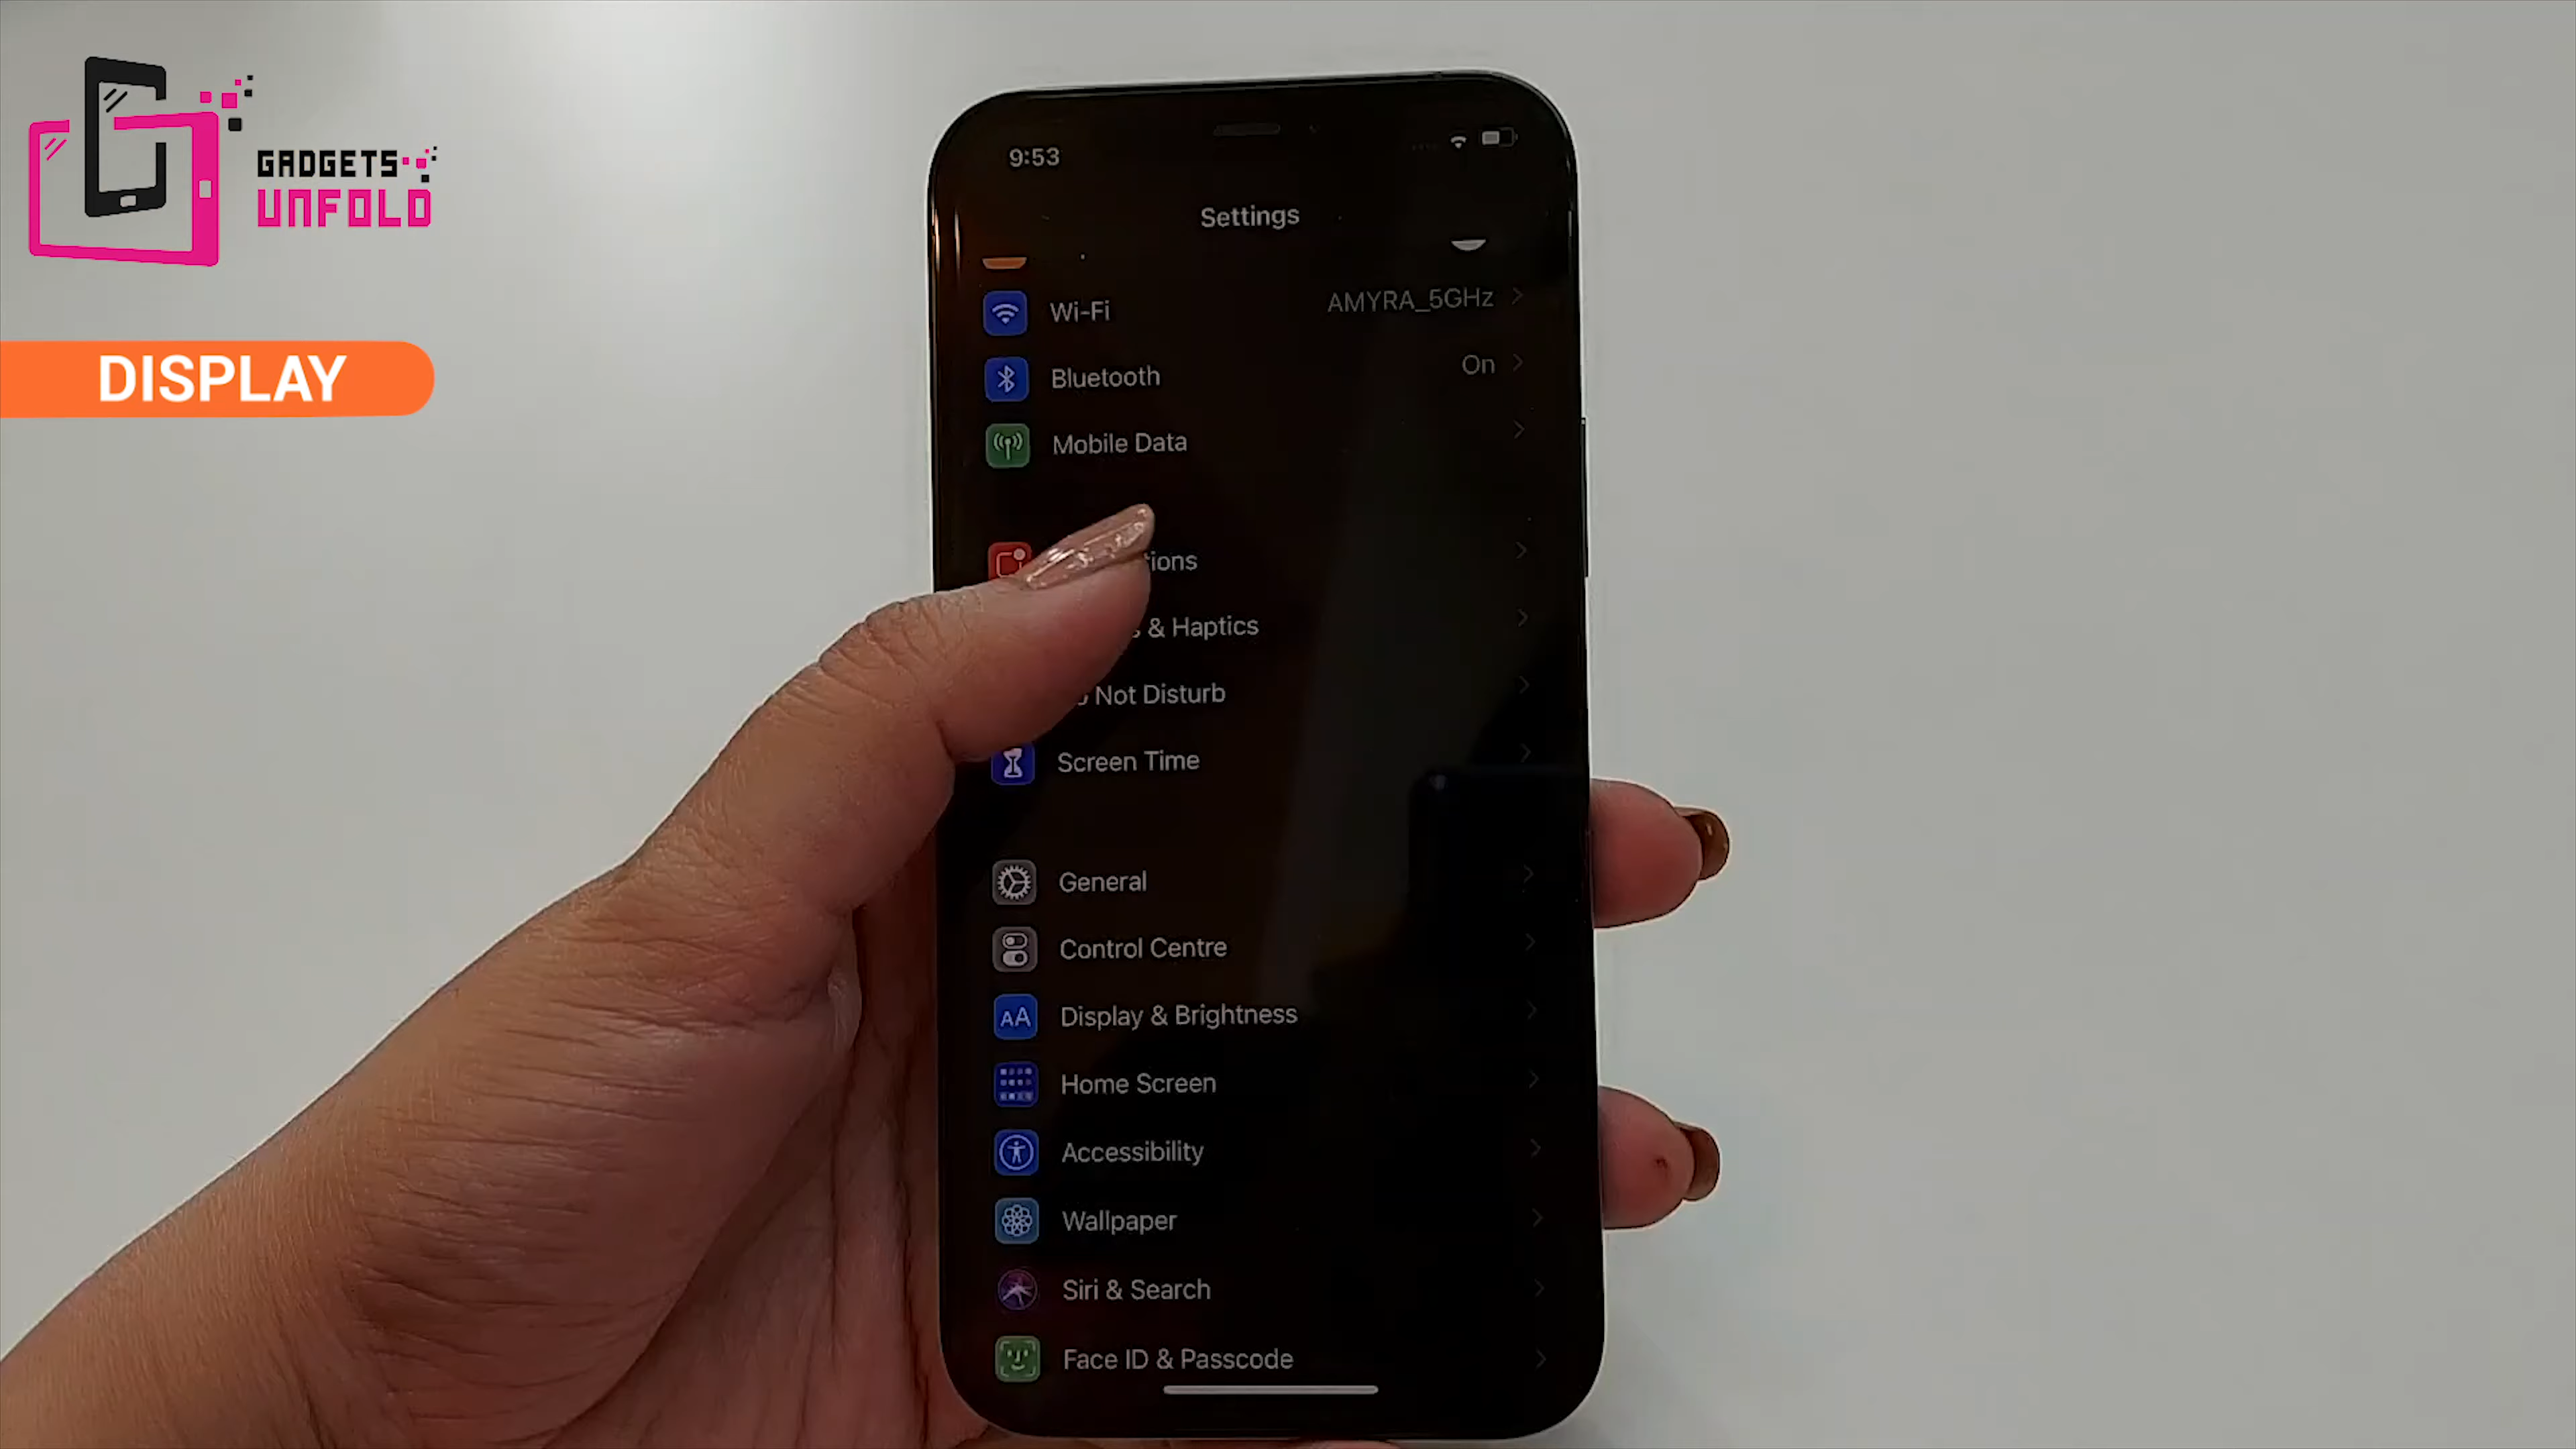 GADGETS
UNFOLD
DISPLAY
9:53
Settings
Wi-Fi AMYRA_5GHz
Bluetooth On
Mobile Data
& Haptics
Not Disturb
Screen Time
General
Control Centre
AA Display & Brightness
Home Screen
Accessibility
Wallpaper
Siri & Search
Face ID & Passcode